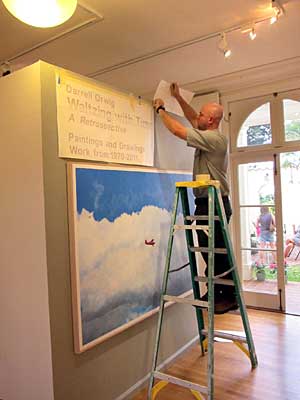 Darrell Orwig
Waltzing with Time
A Retrospective
Paintings and Drawings
Work from 1970-2011